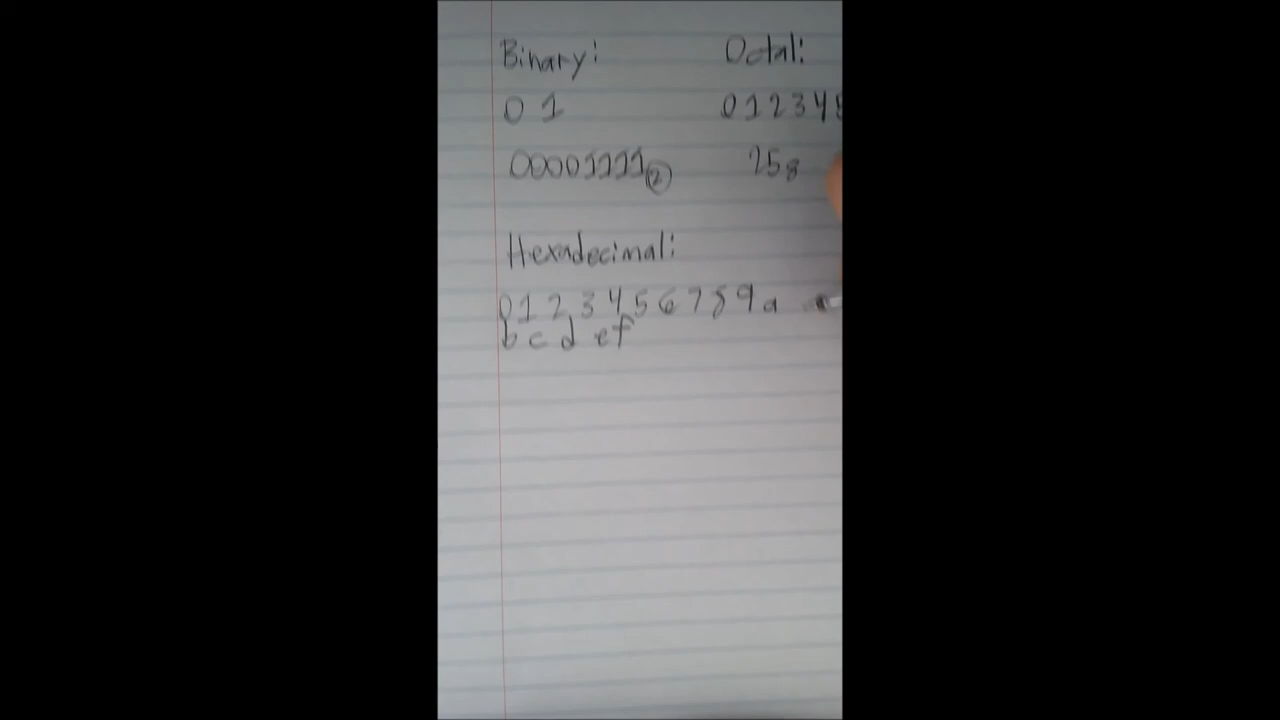 Binary: Octal:
0 1 0 1 2 3 4 5
00001111₂ 25₈
Hexadecimal:
0 1 2 3 4 5 6 7 8 9 a
b c d e f